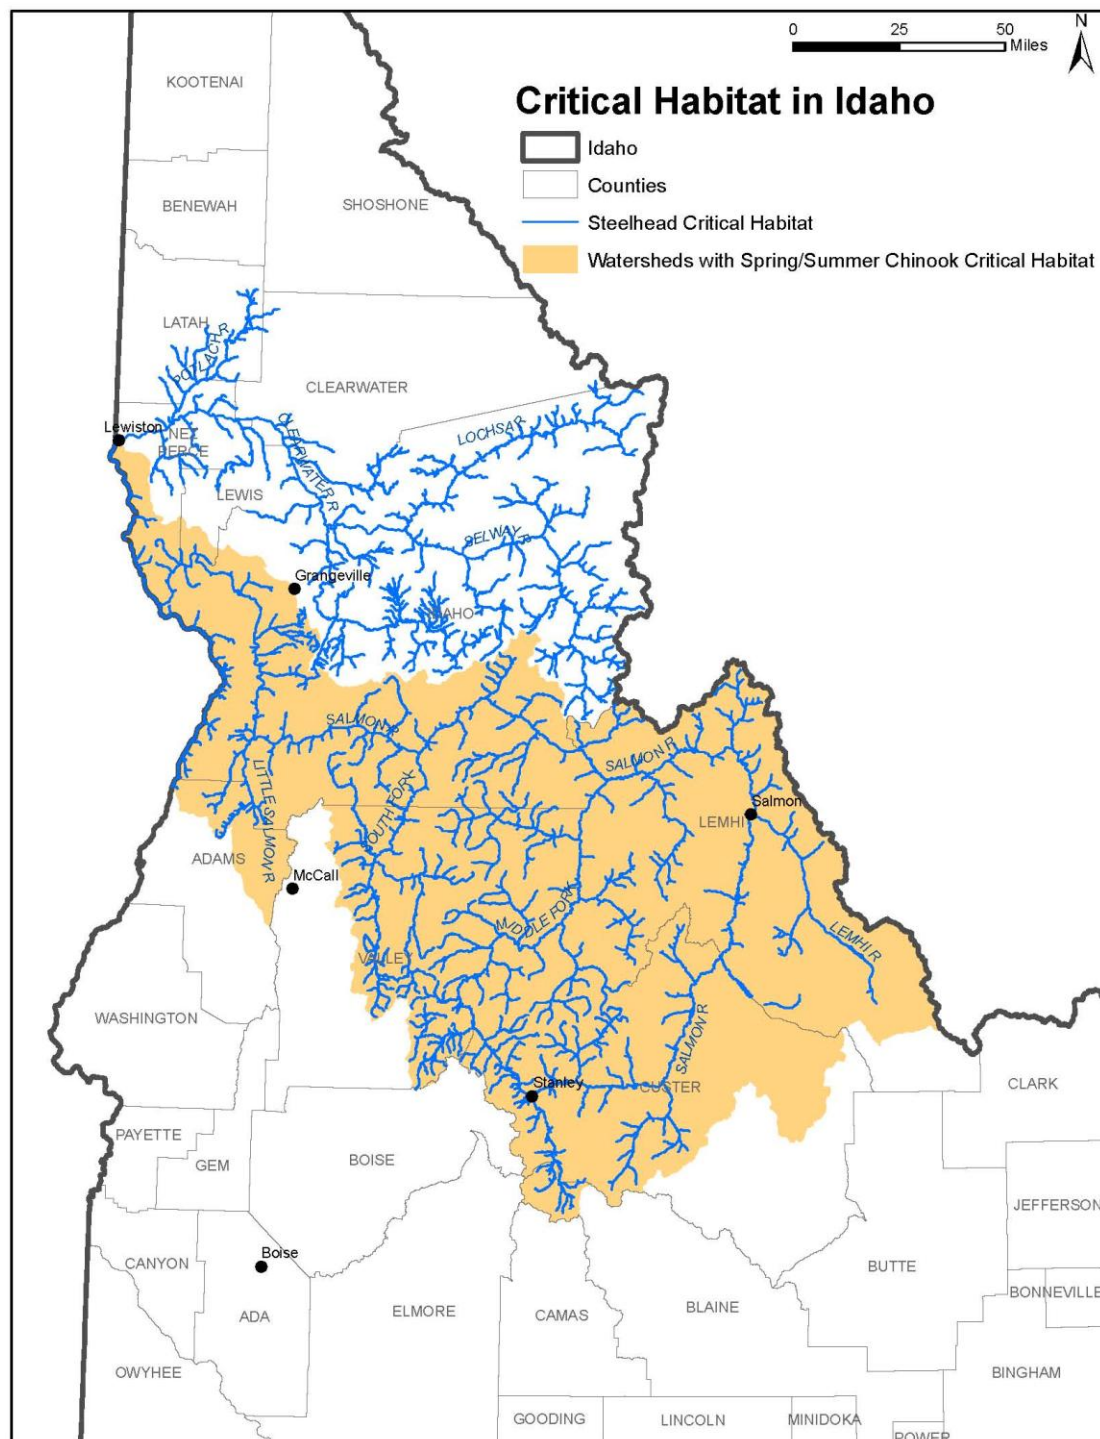 N
0 25 50
Miles
Critical Habitat in Idaho
Idaho
Counties
Steelhead Critical Habitat
Watersheds with Spring/Summer Chinook Critical Habitat
KOOTENAI
BENEWAH
SHOSHONE
LATAH
POTLACH R
CLEARWATER
Lewiston
NEZ
PERCE
CLEARWATER R
LOCHSA R
LEWIS
SELWAY R
Grangeville
IDAHO
SALMON R
SALMON R
LITTLE SALMON R
SOUTH FORK
Salmon
LEMHI
ADAMS
McCall
MIDDLE FORK
LEMHI R
VALLEY
WASHINGTON
SALMON R
Stanley
CUSTER
CLARK
PAYETTE
GEM
BOISE
JEFFERSON
CANYON
Boise
BUTTE
BONNEVILLE
ADA
ELMORE
CAMAS
BLAINE
OWYHEE
BINGHAM
GOODING
LINCOLN
MINIDOKA
POWER